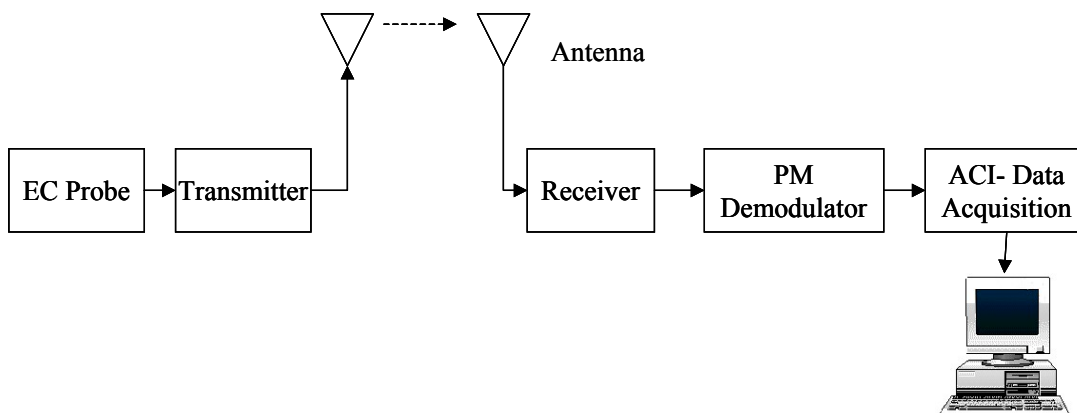 Antenna
EC Probe
Transmitter
Receiver
PM
Demodulator
ACI- Data
Acquisition